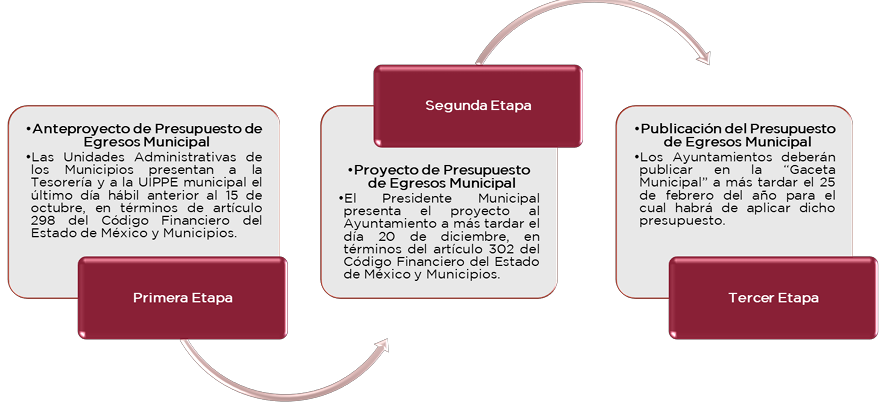 •Anteproyecto de Presupuesto de
Egresos Municipal
•Las Unidades Administrativas de
los Municipios presentan a la
Tesorería y a la UIPPE municipal el
último día hábil anterior al 15 de
octubre, en términos de artículo
298 del Código Financiero del
Estado de México y Municipios.
Primera Etapa
Segunda Etapa
•Proyecto de Presupuesto
de Egresos Municipal
•El Presidente Municipal
presenta el proyecto al
Ayuntamiento a más tardar el
día 20 de diciembre, en
términos del artículo 302 del
Código Financiero del Estado
de México y Municipios.
•Publicación del Presupuesto
de Egresos Municipal
•Los Ayuntamientos deberán
publicar en la “Gaceta
Municipal” a más tardar el 25
de febrero del año para el
cual habrá de aplicar dicho
presupuesto.
Tercer Etapa